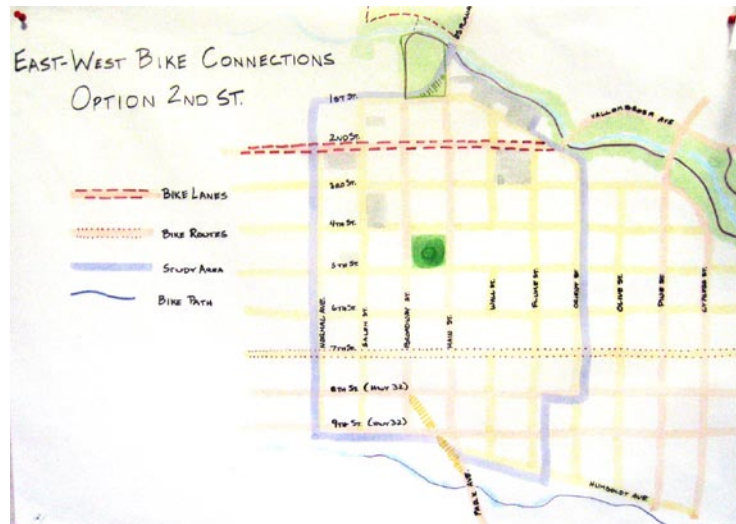 EAST-WEST BIKE CONNECTIONS
OPTION 2ND ST.
1ST ST.
2ND ST.
3RD ST.
4TH ST.
5TH ST.
6TH ST.
7TH ST.
8TH ST. (HWY 32)
9TH ST. (HWY 32)
BIKE LANES
BIKE ROUTES
STUDY AREA
BIKE PATH
VALLOMBROSA AVE
NORMAL AVE.
SALEM ST.
BROADWAY ST.
MAIN ST.
WALL ST.
FLUME ST.
ORIENT ST
OLIVE ST.
PINE ST.
CYPRESS ST.
HUMBOLDT AVE.
PARK AVE.